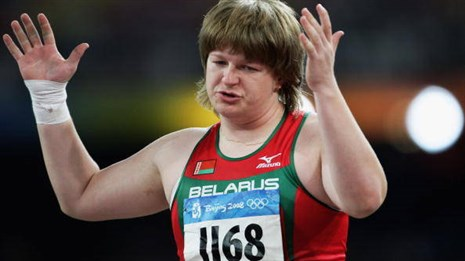 BELARUS
MIZUNO
Beijing 2008
1168